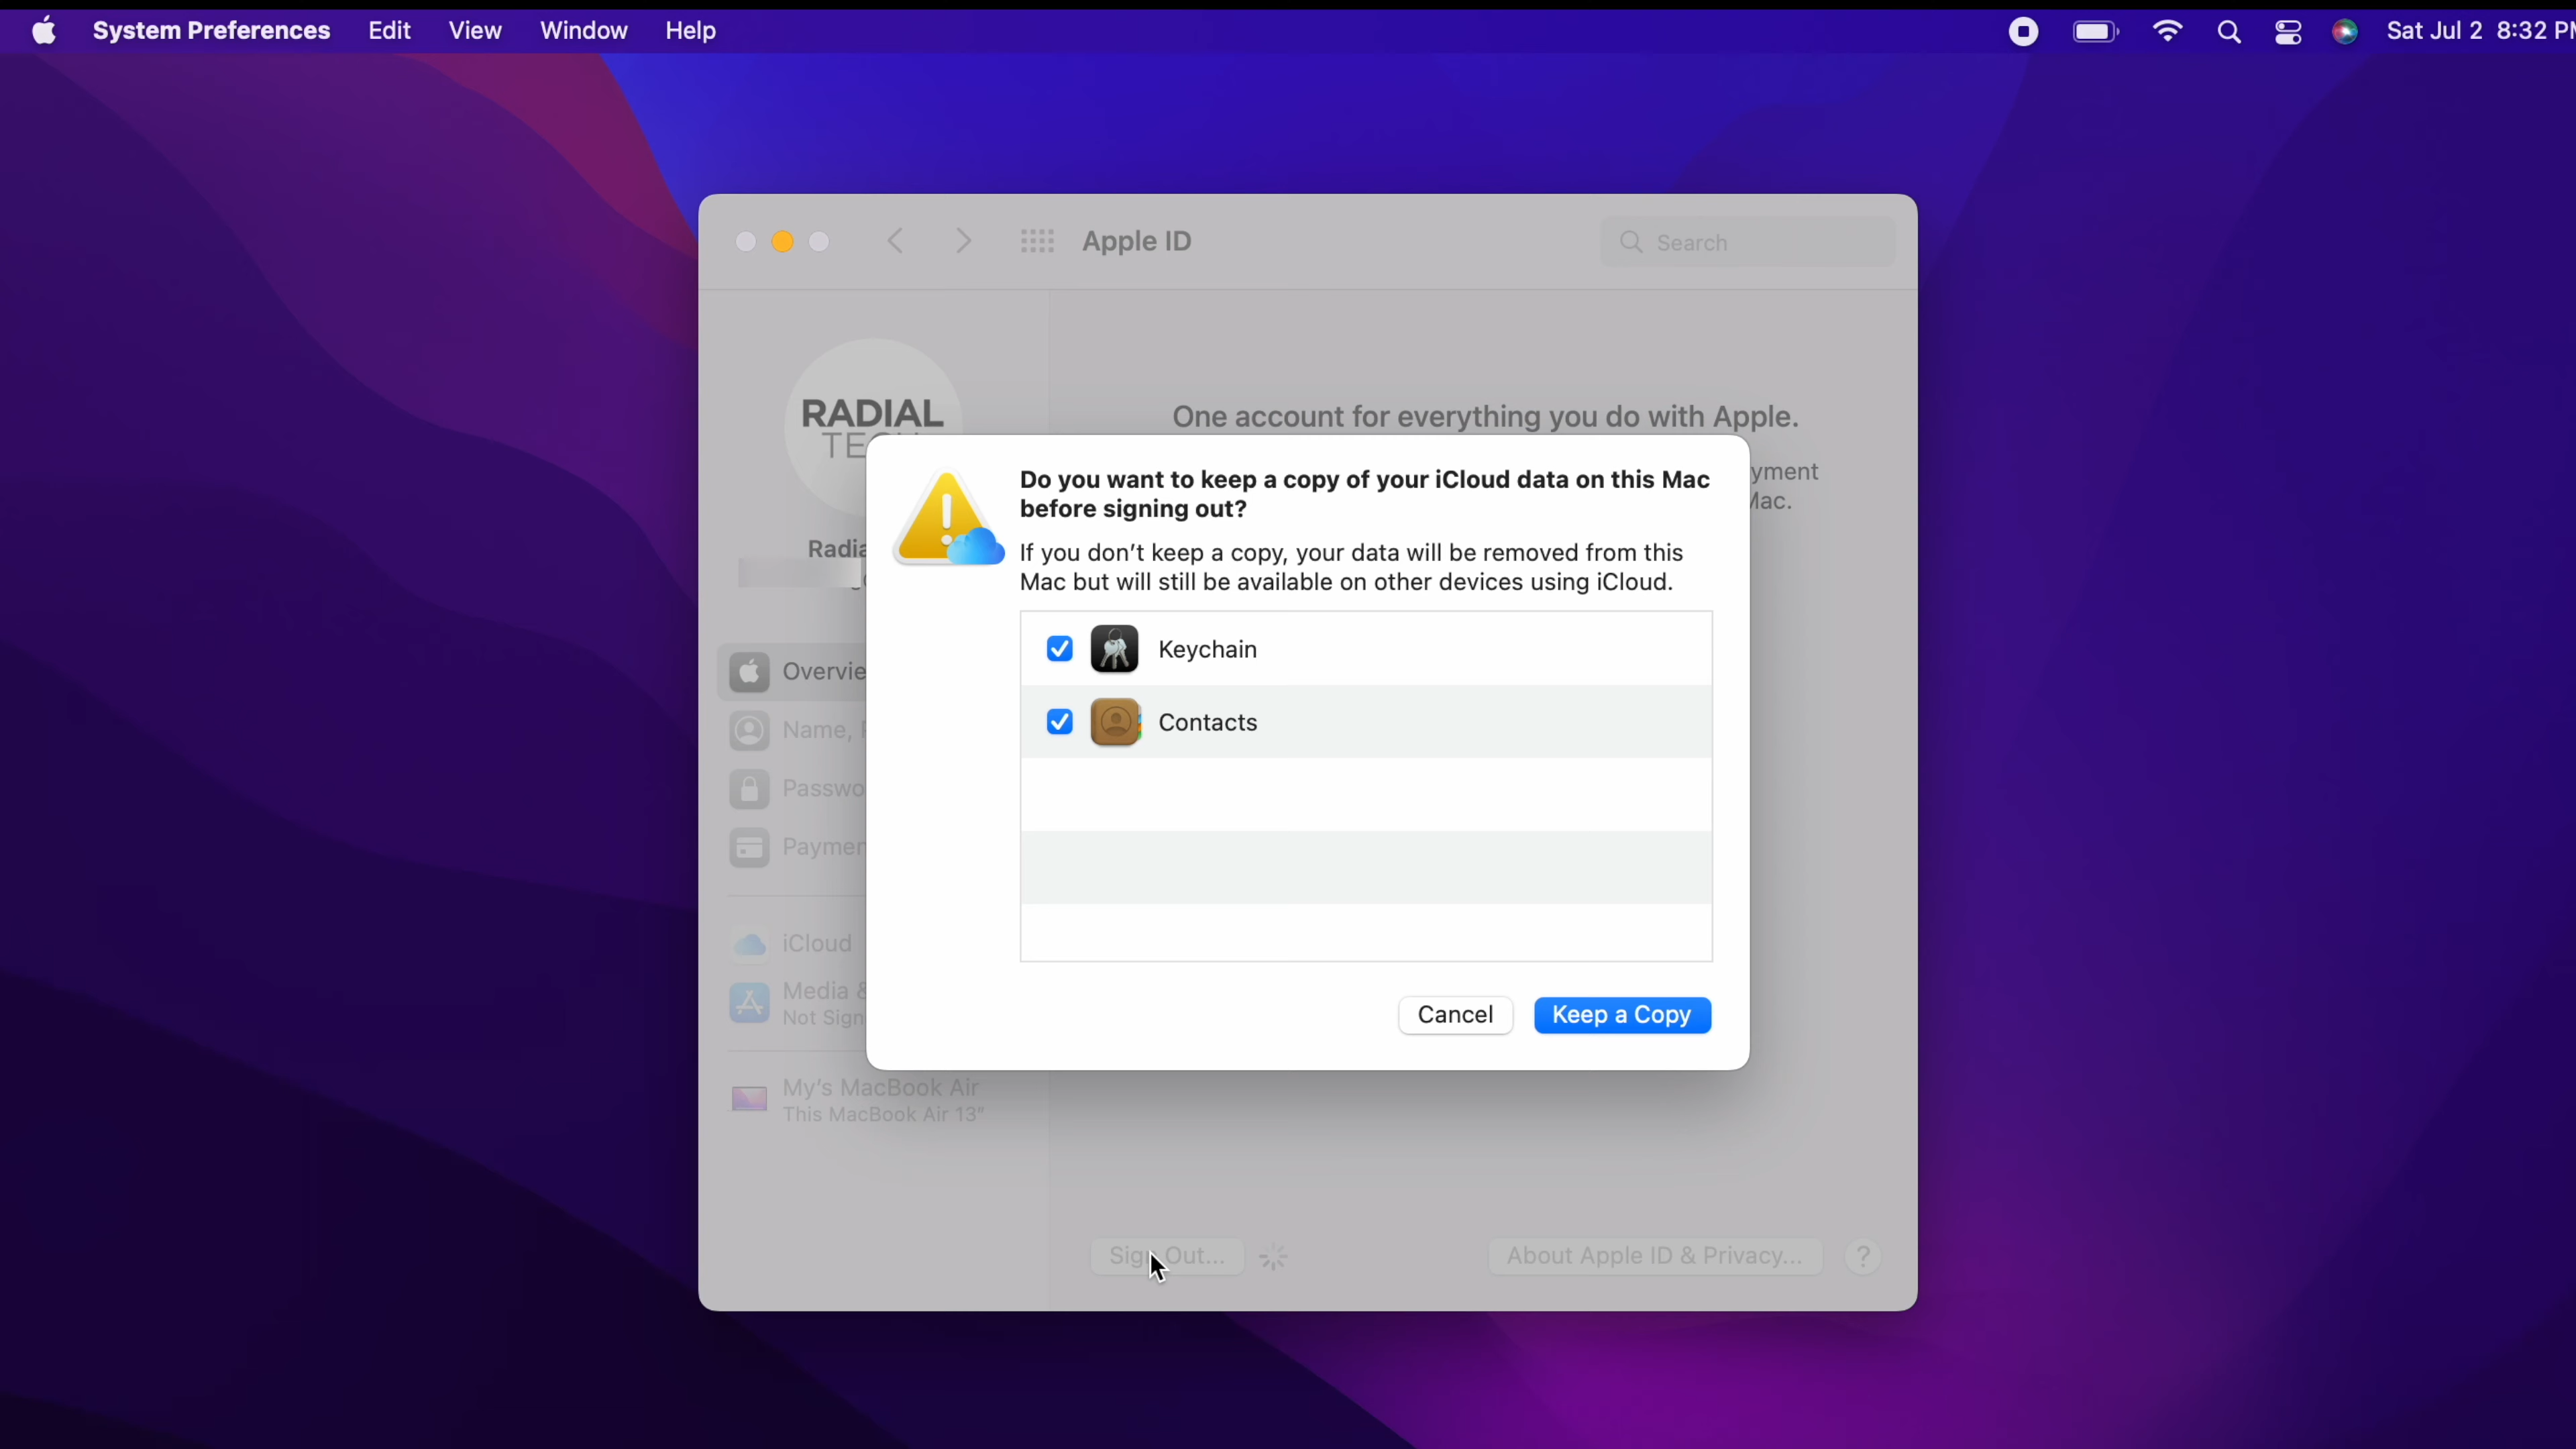 System Preferences Edit View Window Help Sat Jul 2 8:32 PM
Apple ID
Search
RADIAL
One account for everything you do with Apple.
Do you want to keep a copy of your iCloud data on this Mac
before signing out?
If you don't keep a copy, your data will be removed from this
Mac but will still be available on other devices using iCloud.
Keychain
Contacts
Cancel
Keep a Copy
iCloud
Media &
My's MacBook Air
This MacBook Air 13"
Sign Out...
About Apple ID & Privacy...
?